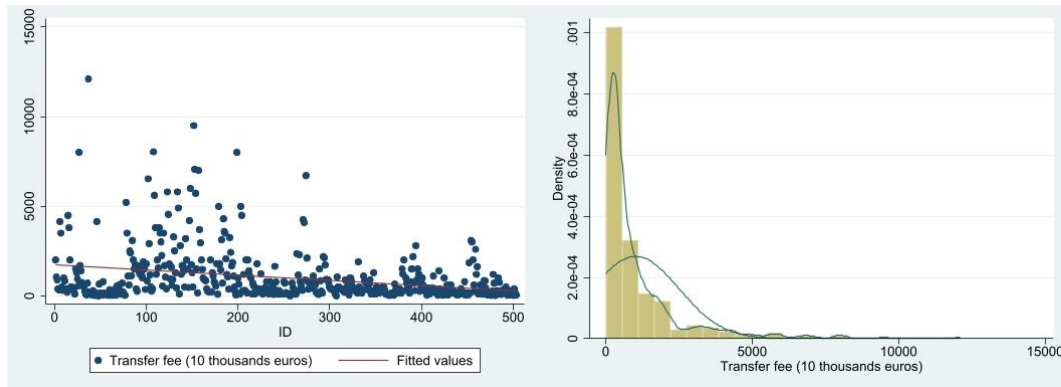 15000
10000
5000
0
0
100
200
300
400
500
ID
Transfer fee (10 thousands euros)
Fitted values
.001
8.0e-04
6.0e-04
4.0e-04
2.0e-04
0
Density
0
5000
10000
15000
Transfer fee (10 thousands euros)